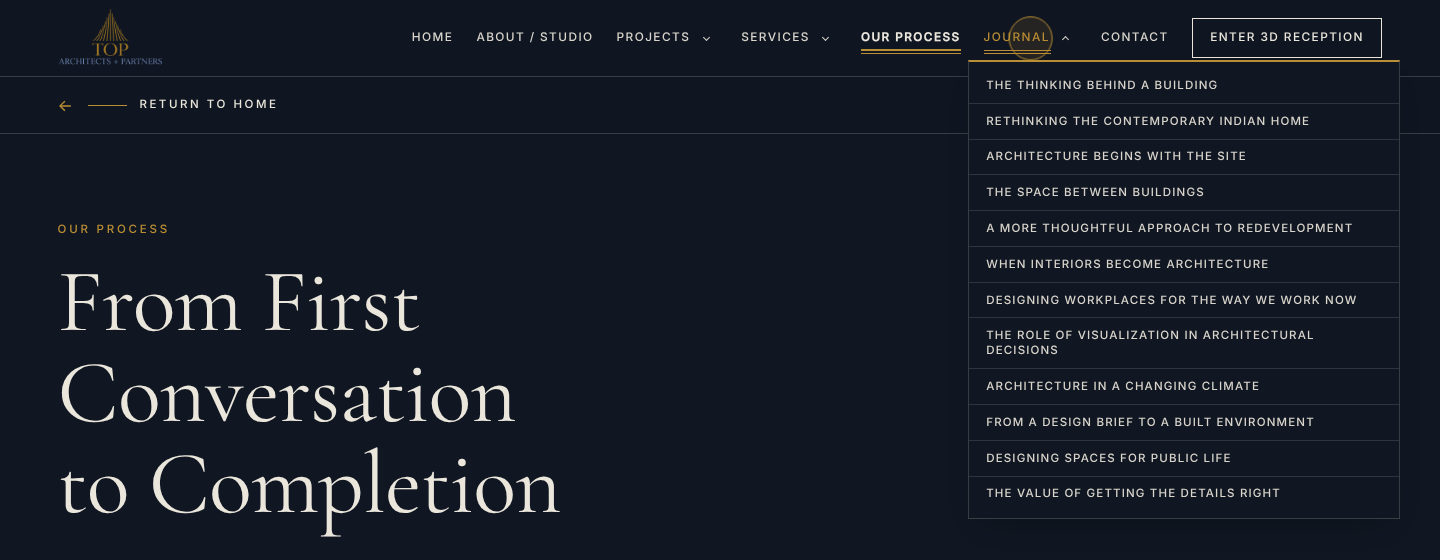 TOP
ARCHITECTS + PARTNERS
HOME
ABOUT / STUDIO
PROJECTS
SERVICES
OUR PROCESS
JOURNAL
CONTACT
ENTER 3D RECEPTION
RETURN TO HOME
THE THINKING BEHIND A BUILDING
RETHINKING THE CONTEMPORARY INDIAN HOME
ARCHITECTURE BEGINS WITH THE SITE
THE SPACE BETWEEN BUILDINGS
A MORE THOUGHTFUL APPROACH TO REDEVELOPMENT
WHEN INTERIORS BECOME ARCHITECTURE
DESIGNING WORKPLACES FOR THE WAY WE WORK NOW
THE ROLE OF VISUALIZATION IN ARCHITECTURAL
DECISIONS
ARCHITECTURE IN A CHANGING CLIMATE
FROM A DESIGN BRIEF TO A BUILT ENVIRONMENT
DESIGNING SPACES FOR PUBLIC LIFE
THE VALUE OF GETTING THE DETAILS RIGHT
OUR PROCESS
From First
Conversation
to Completion